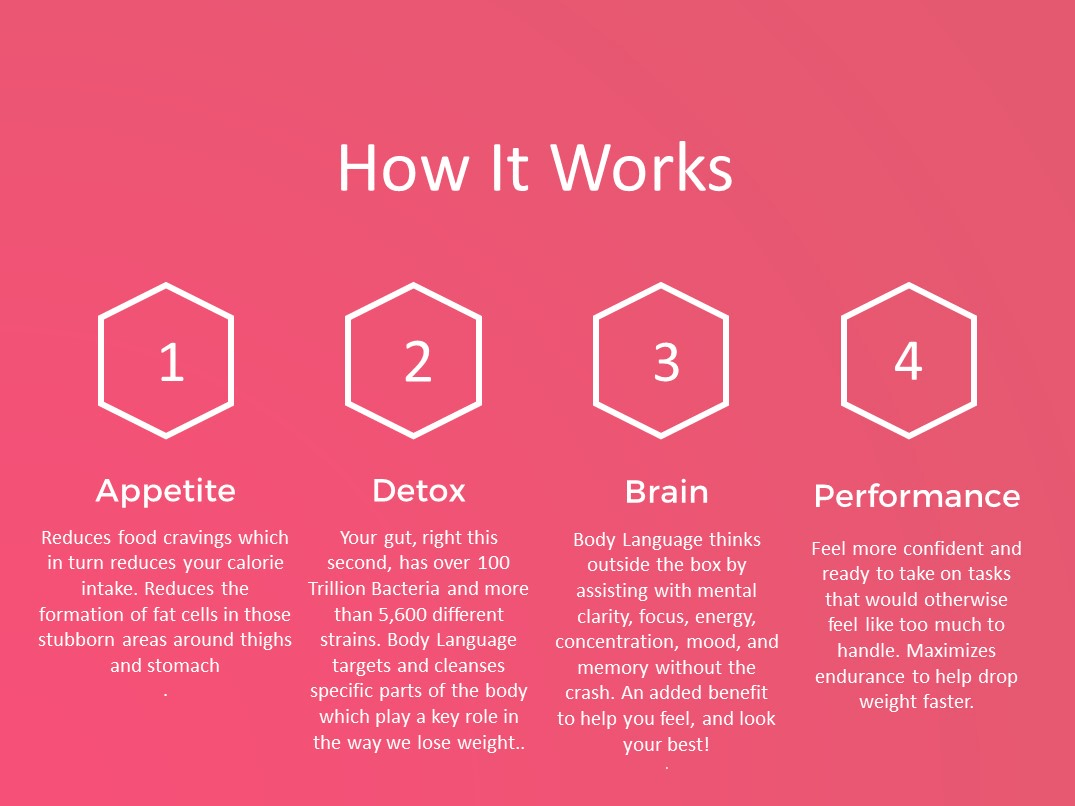 How It Works
1
2
3
4
Appetite
Reduces food cravings which
in turn reduces your calorie
intake. Reduces the
formation of fat cells in those
stubborn areas around thighs
and stomach
.
Detox
Your gut, right this
second, has over 100
Trillion Bacteria and more
than 5,600 different
strains. Body Language
targets and cleanses
specific parts of the body
which play a key role in
the way we lose weight..
Brain
Body Language thinks
outside the box by
assisting with mental
clarity, focus, energy,
concentration, mood, and
memory without the
crash. An added benefit
to help you feel, and look
your best!
.
Performance
Feel more confident and
ready to take on tasks
that would otherwise
feel like too much to
handle. Maximizes
endurance to help drop
weight faster.